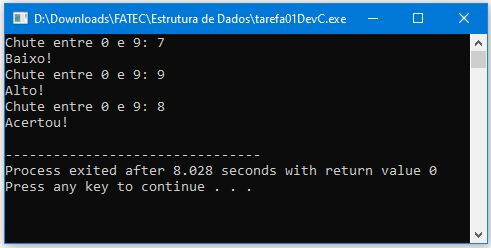 D:\Downloads\FATEC\Estrutura de Dados\tarefa01DevC.exe
Chute entre 0 e 9: 7
Baixo!
Chute entre 0 e 9: 9
Alto!
Chute entre 0 e 9: 8
Acertou!
--------------------------------
Process exited after 8.028 seconds with return value 0
Press any key to continue . . .